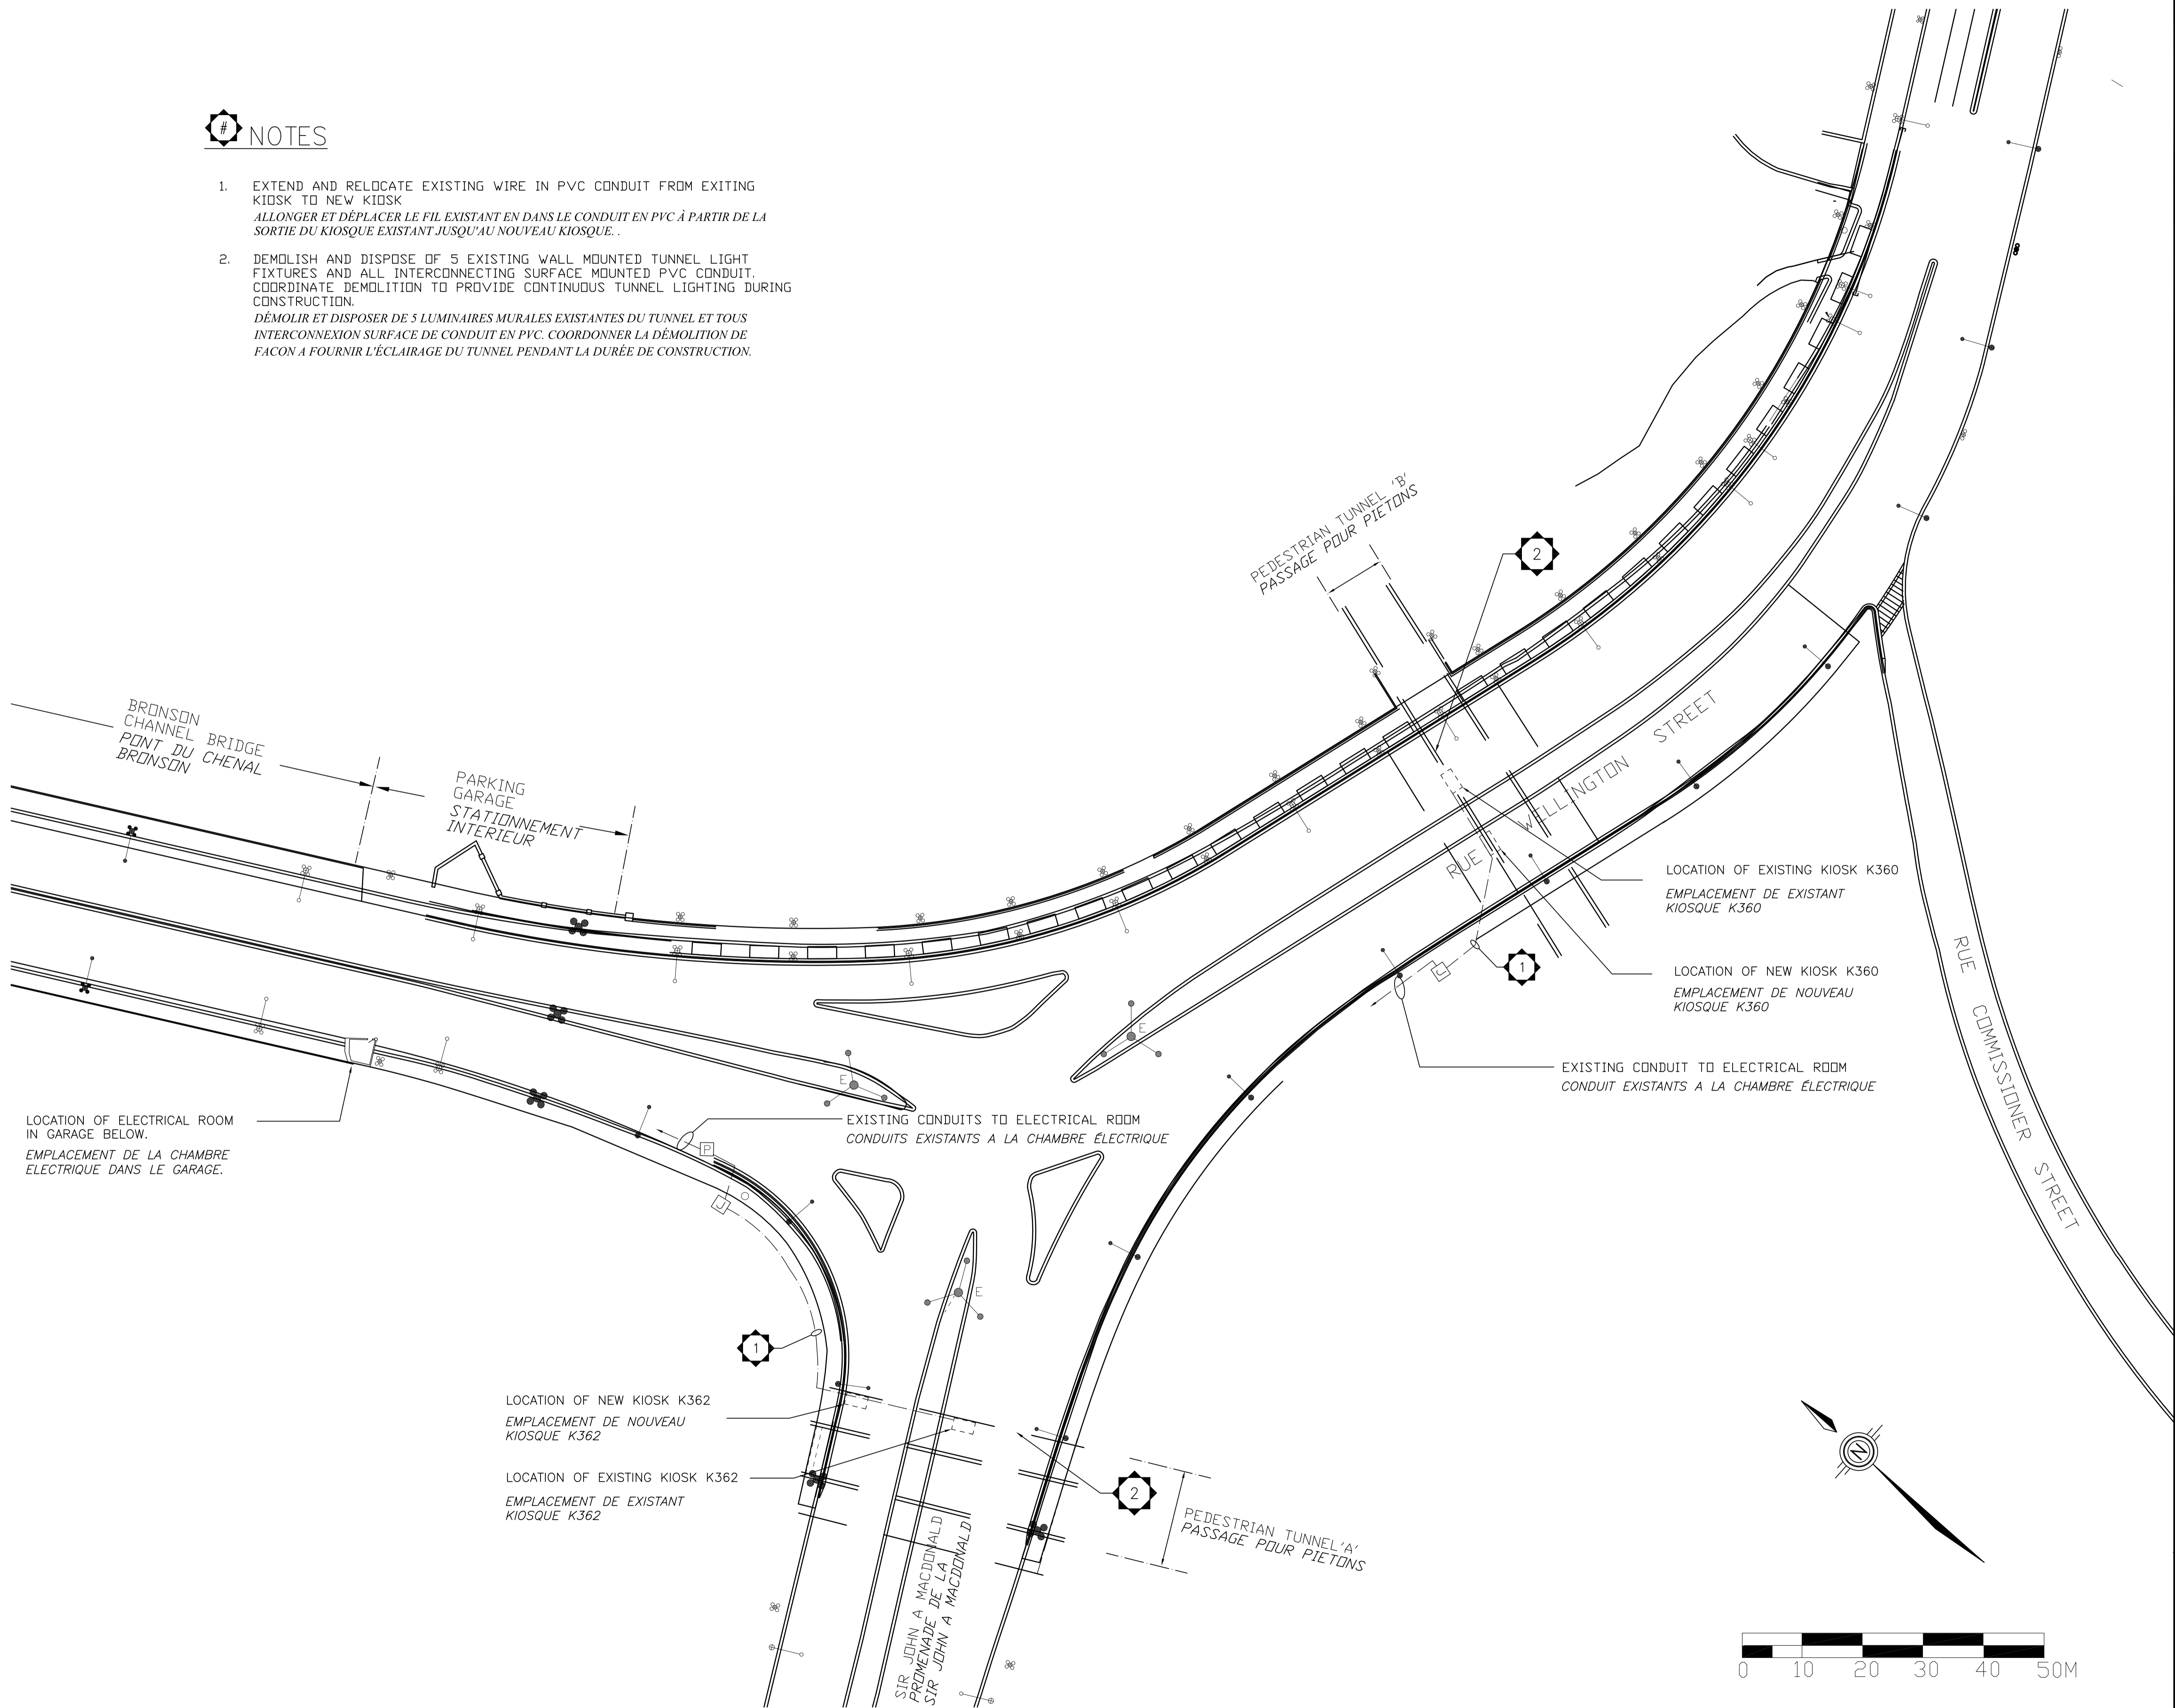 # NOTES
1. EXTEND AND RELOCATE EXISTING WIRE IN PVC CONDUIT FROM EXITING
KIOSK TO NEW KIOSK
ALLONGER ET DÉPLACER LE FIL EXISTANT EN DANS LE CONDUIT EN PVC À PARTIR DE LA
SORTIE DU KIOSQUE EXISTANT JUSQU'AU NOUVEAU KIOSQUE. .
2. DEMOLISH AND DISPOSE OF 5 EXISTING WALL MOUNTED TUNNEL LIGHT
FIXTURES AND ALL INTERCONNECTING SURFACE MOUNTED PVC CONDUIT.
COORDINATE DEMOLITION TO PROVIDE CONTINUOUS TUNNEL LIGHTING DURING
CONSTRUCTION.
DÉMOLIR ET DISPOSER DE 5 LUMINAIRES MURALES EXISTANTES DU TUNNEL ET TOUS
INTERCONNEXION SURFACE DE CONDUIT EN PVC. COORDONNER LA DÉMOLITION DE
FACON A FOURNIR L'ÉCLAIRAGE DU TUNNEL PENDANT LA DURÉE DE CONSTRUCTION.
PEDESTRIAN TUNNEL 'B'
PASSAGE POUR PIETONS
2
BRONSON
CHANNEL BRIDGE
PONT DU CHENAL
BRONSON
PARKING
GARAGE
STATIONNEMENT
INTERIEUR
RUE WELLINGTON STREET
LOCATION OF EXISTING KIOSK K360
EMPLACEMENT DE EXISTANT
KIOSQUE K360
1
J
LOCATION OF NEW KIOSK K360
EMPLACEMENT DE NOUVEAU
KIOSQUE K360
RUE COMMISSIONER STREET
E
E
EXISTING CONDUIT TO ELECTRICAL ROOM
CONDUIT EXISTANTS A LA CHAMBRE ÉLECTRIQUE
LOCATION OF ELECTRICAL ROOM
IN GARAGE BELOW.
EMPLACEMENT DE LA CHAMBRE
ELECTRIQUE DANS LE GARAGE.
EXISTING CONDUITS TO ELECTRICAL ROOM
CONDUITS EXISTANTS A LA CHAMBRE ÉLECTRIQUE
P
J
E
1
LOCATION OF NEW KIOSK K362
EMPLACEMENT DE NOUVEAU
KIOSQUE K362
LOCATION OF EXISTING KIOSK K362
EMPLACEMENT DE EXISTANT
KIOSQUE K362
2
PEDESTRIAN TUNNEL 'A'
PASSAGE POUR PIETONS
SIR JOHN A MACDONALD
PROMENADE DE LA
SIR JOHN A MACDONALD
N
0 10 20 30 40 50M